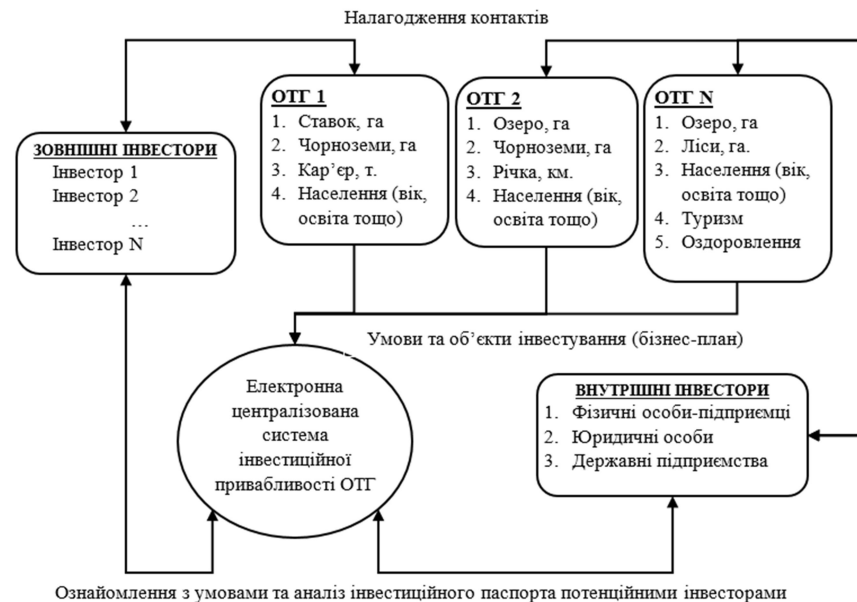 Налагодження контактів
ЗОВНІШНІ ІНВЕСТОРИ
Інвестор 1
Інвестор 2
...
Інвестор N
ОТГ 1
1. Ставок, га
2. Чорноземи, га
3. Кар’єр, т.
4. Населення (вік,
освіта тощо)
ОТГ 2
1. Озеро, га
2. Чорноземи, га
3. Річка, км.
4. Населення (вік,
освіта тощо)
ОТГ N
1. Озеро, га
2. Ліси, га.
3. Населення (вік,
освіта тощо)
4. Туризм
5. Оздоровлення
Умови та об’єкти інвестування (бізнес-план)
Електронна
централізована
система
інвестиційної
привабливості ОТГ
ВНУТРІШНІ ІНВЕСТОРИ
1. Фізичні особи-підприємці
2. Юридичні особи
3. Державні підприємства
Ознайомлення з умовами та аналіз інвестиційного паспорта потенційними інвесторами